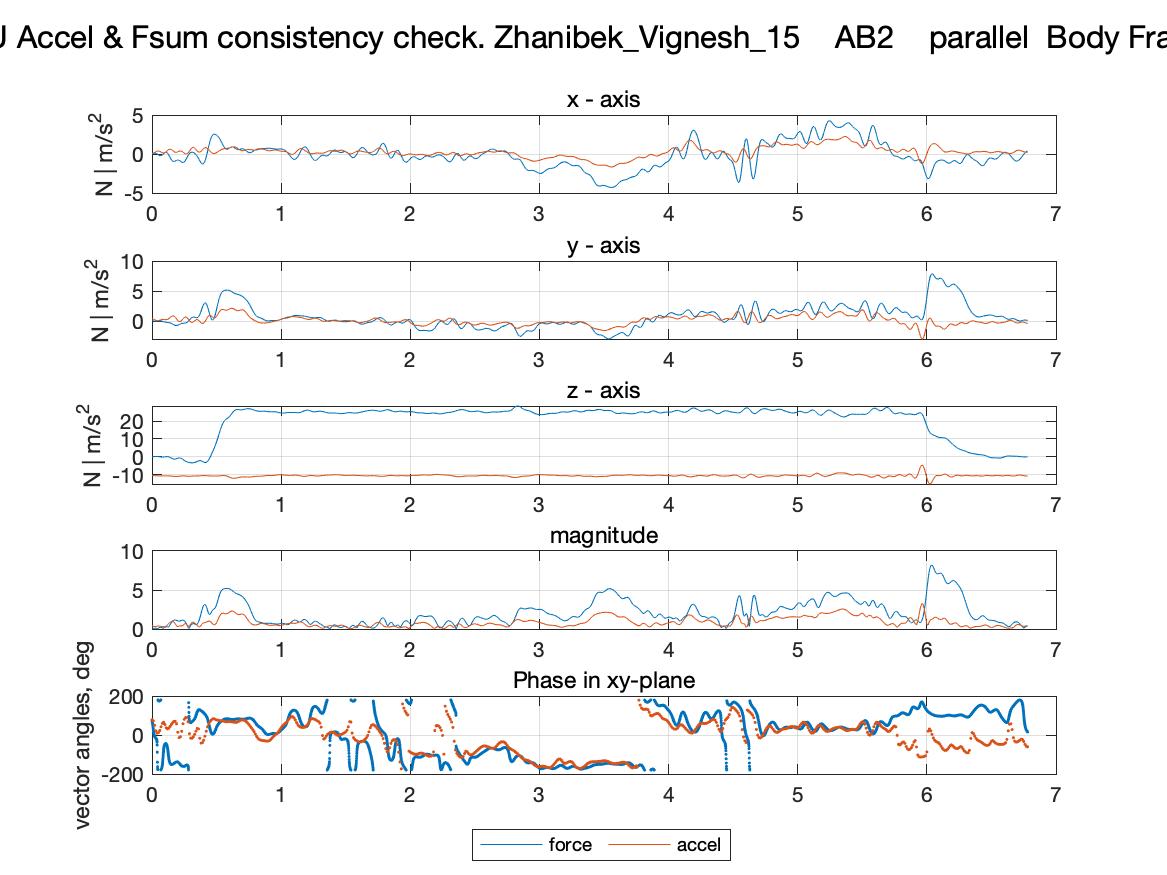 J Accel & Fsum consistency check. Zhanibek_Vignesh_15 AB2 parallel Body Fra
x - axis
N | m/s²
5
0
-5
0 1 2 3 4 5 6 7
y - axis
N | m/s²
10
5
0
0 1 2 3 4 5 6 7
z - axis
N | m/s²
20
10
0
-10
0 1 2 3 4 5 6 7
magnitude
10
5
0
0 1 2 3 4 5 6 7
Phase in xy-plane
vector angles, deg
200
0
-200
0 1 2 3 4 5 6 7
force accel